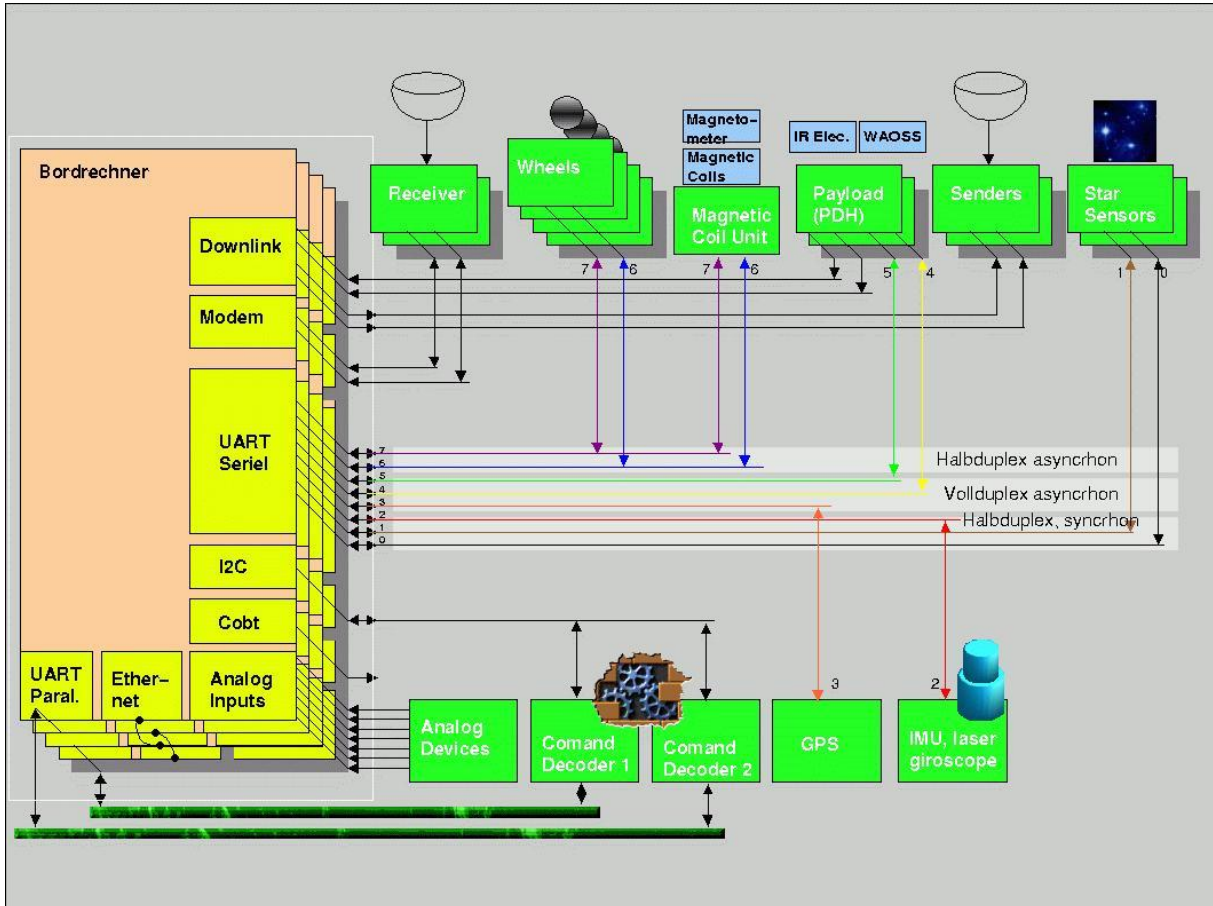 Magneto-
meter
Magnetic
Coils
IR Elec.
WAOSS
Bordrechner
Receiver
Wheels
Magnetic
Coil Unit
Payload
(PDH)
Senders
Star
Sensors
Downlink
7
6
7
6
5
4
1
0
Modem
UART
Seriel
7
6
5
4
3
2
1
0
Halbduplex asyncrhon
Vollduplex asyncrhon
Halbduplex, syncrhon
I2C
Cobt
UART
Paral.
Ether-
net
Analog
Inputs
3
2
Analog
Devices
Comand
Decoder 1
Comand
Decoder 2
GPS
IMU, laser
giroscope